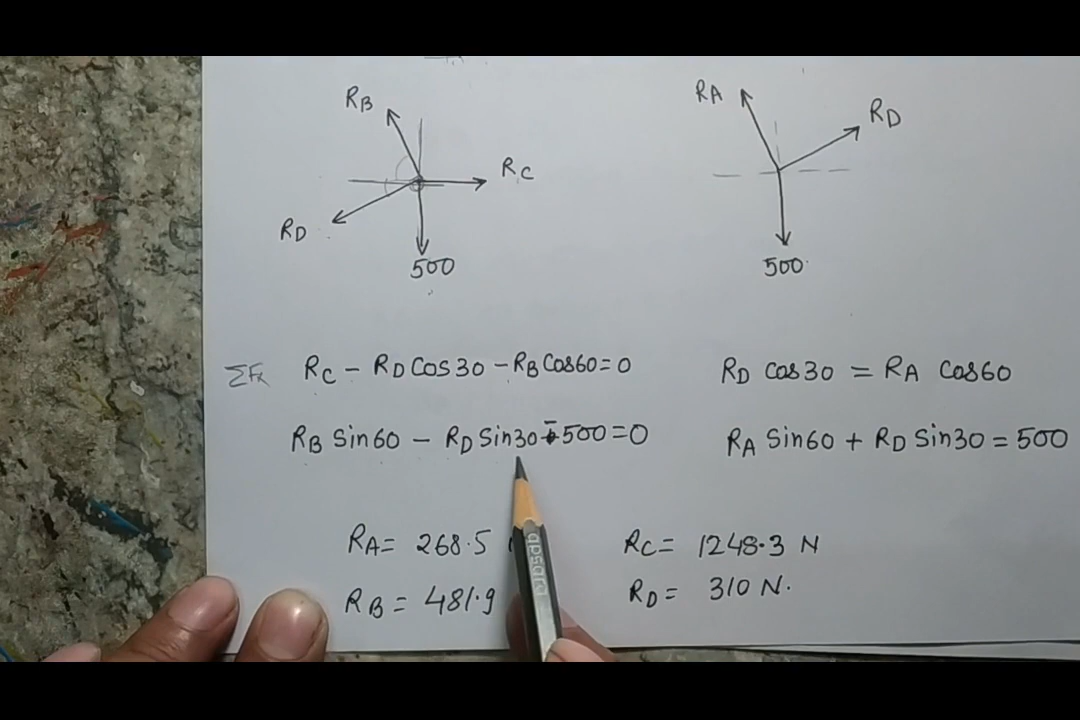 RB
RC
RD
500
RA
RD
500
ΣFx RC - RD Cos30 - RB Cos60 = 0
RB Sin60 - RD Sin30 - 500 = 0
RD Cos30 = RA Cos60
RA Sin60 + RD Sin30 = 500
RA = 268.5
RB = 481.9
RC = 1248.3 N
RD = 310 N.
apsara